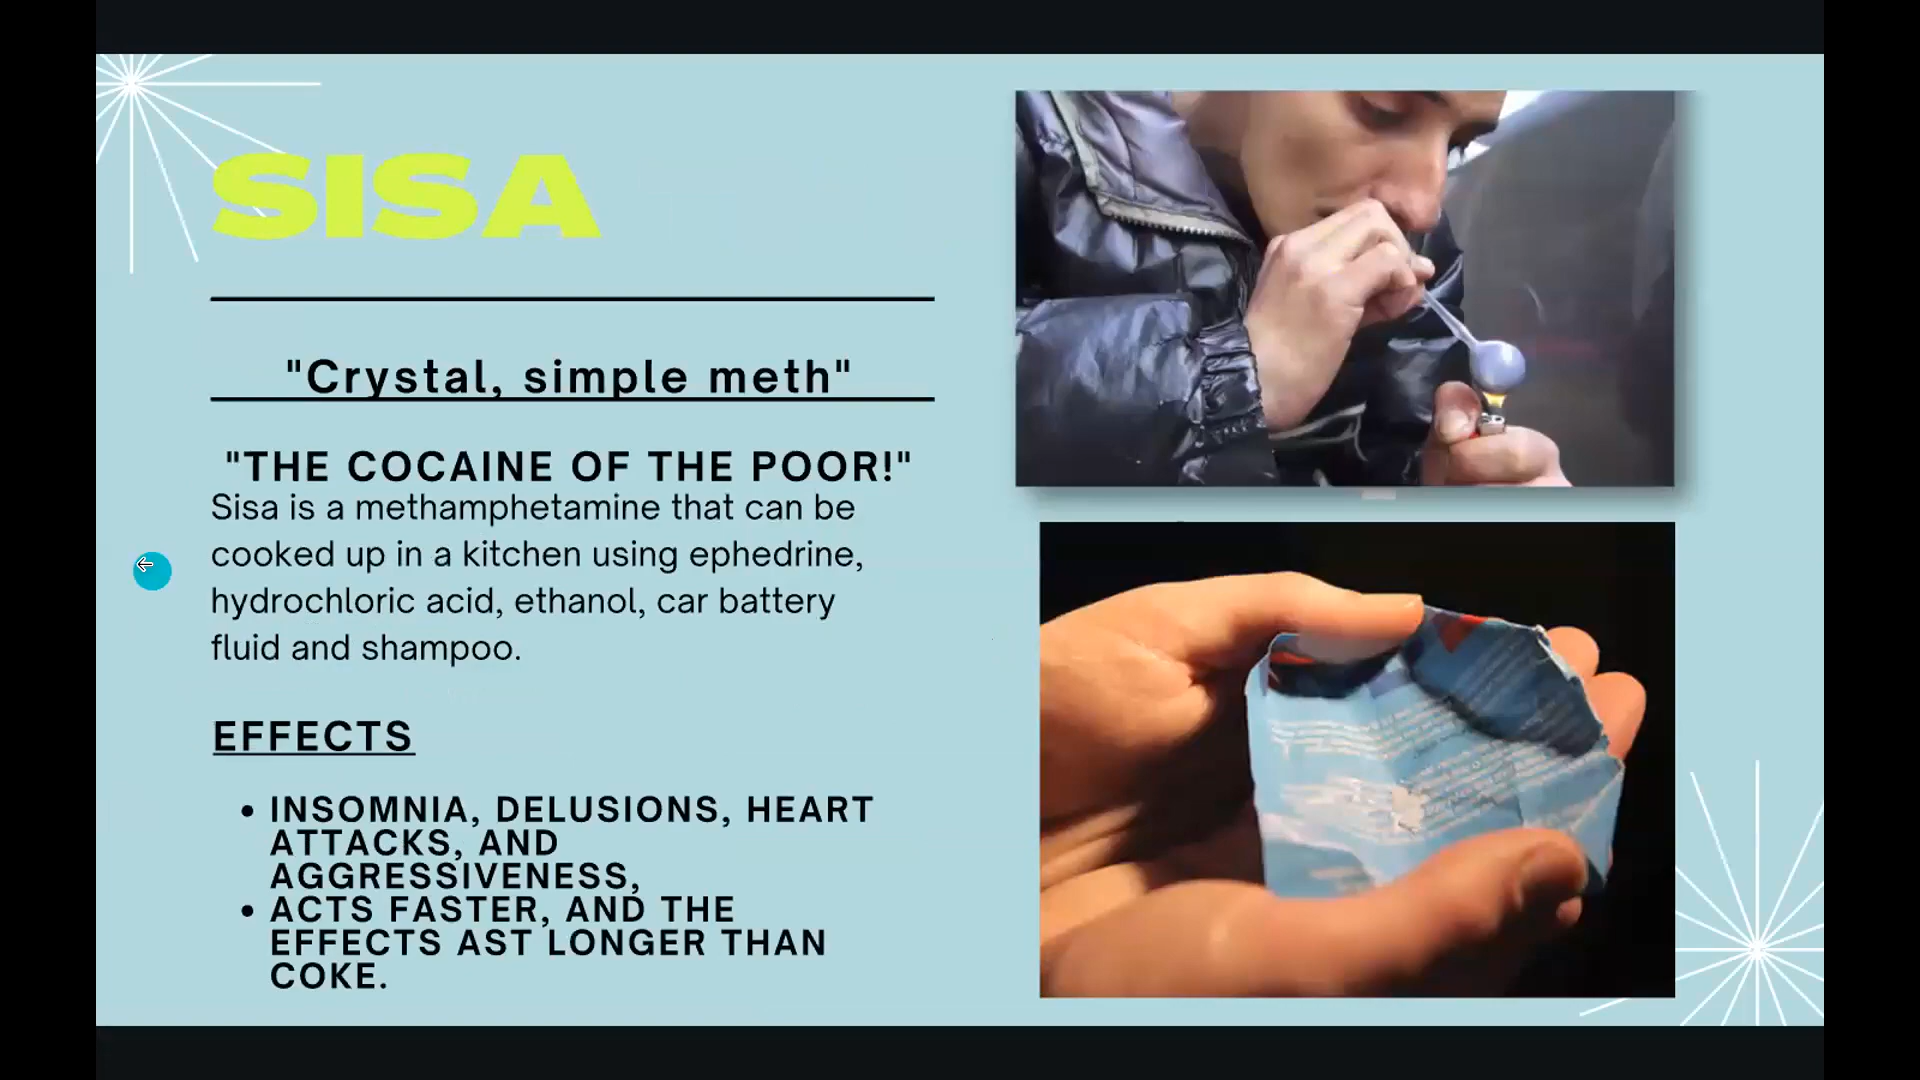 SISA
"Crystal, simple meth"
"THE COCAINE OF THE POOR!"
Sisa is a methamphetamine that can be
cooked up in a kitchen using ephedrine,
hydrochloric acid, ethanol, car battery
fluid and shampoo.
EFFECTS
• INSOMNIA, DELUSIONS, HEART
ATTACKS, AND
AGGRESSIVENESS,
• ACTS FASTER, AND THE
EFFECTS AST LONGER THAN
COKE.